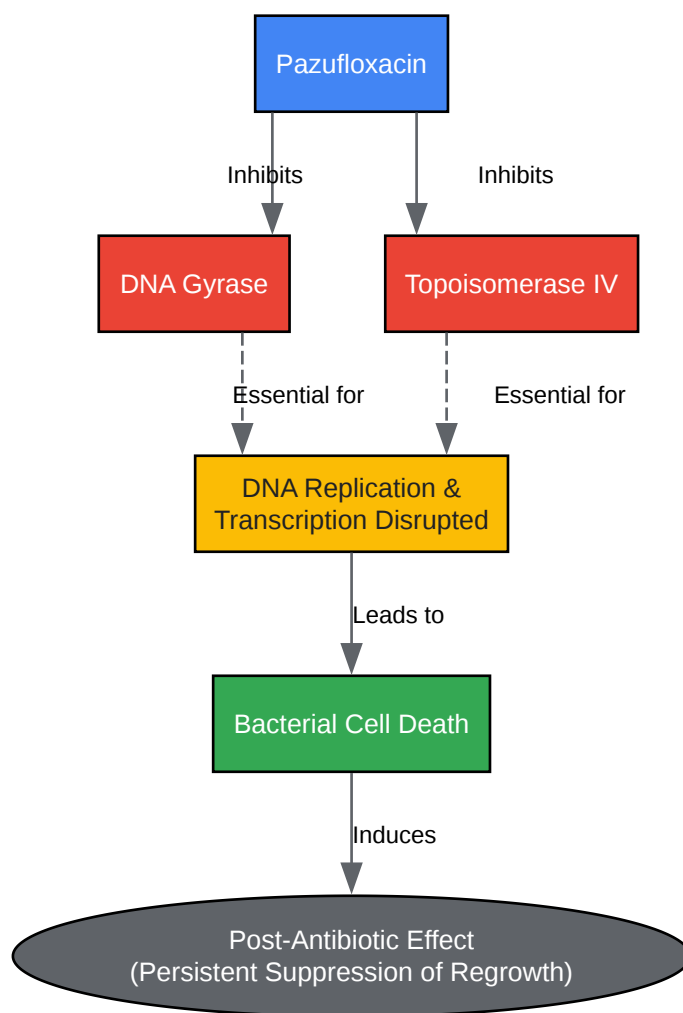 Pazufloxacin
Inhibits
Inhibits
DNA Gyrase
Topoisomerase IV
Essential for
Essential for
DNA Replication &
Transcription Disrupted
Leads to
Bacterial Cell Death
Induces
Post-Antibiotic Effect
(Persistent Suppression of Regrowth)